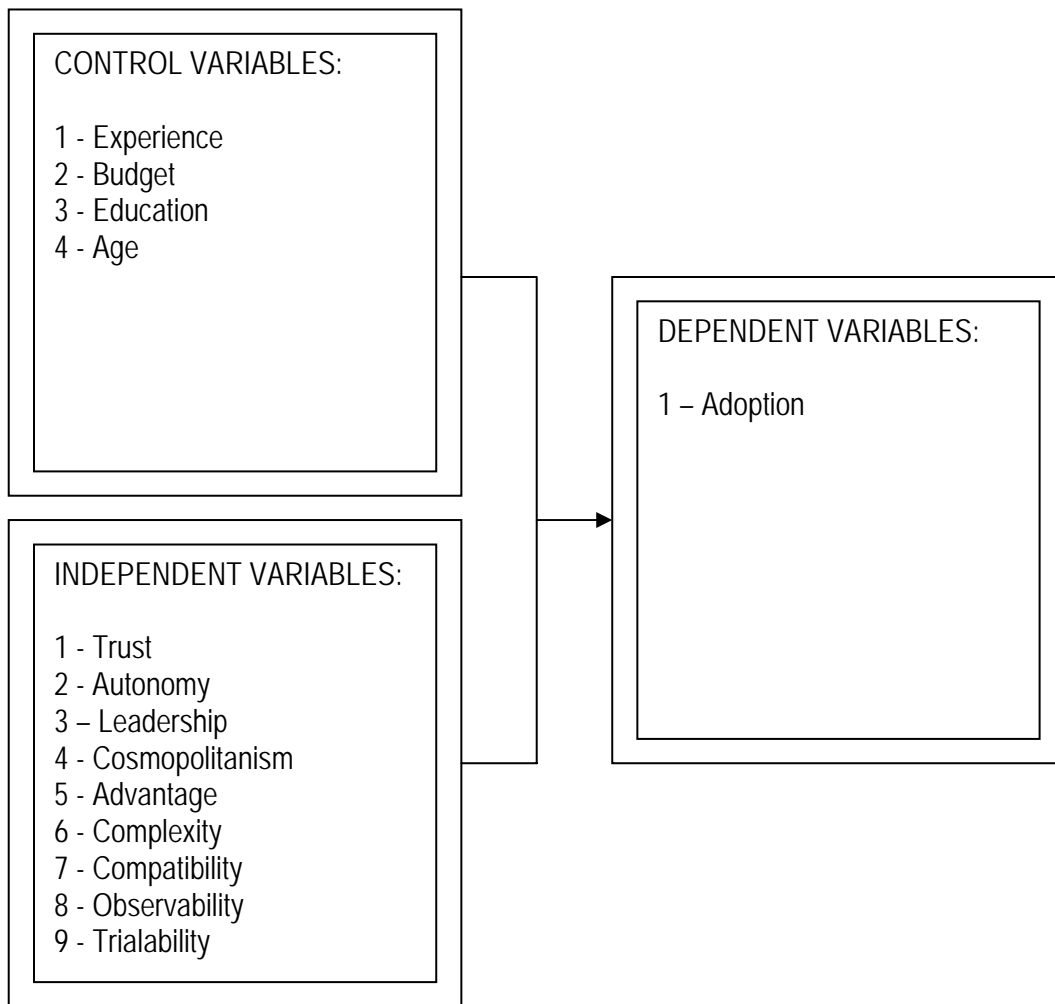 CONTROL VARIABLES:
1 - Experience
2 - Budget
3 - Education
4 - Age
INDEPENDENT VARIABLES:
1 - Trust
2 - Autonomy
3 – Leadership
4 - Cosmopolitanism
5 - Advantage
6 - Complexity
7 - Compatibility
8 - Observability
9 - Trialability
DEPENDENT VARIABLES:
1 – Adoption